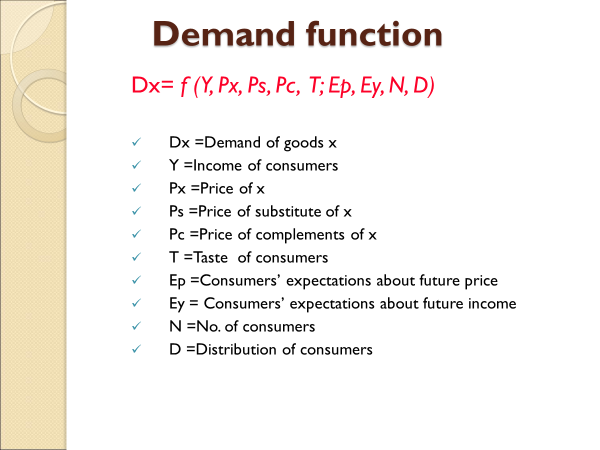 Demand function
Dx= f (Y, Px, Ps, Pc, T; Ep, Ey, N, D)
✓ Dx =Demand of goods x
✓ Y =Income of consumers
✓ Px =Price of x
✓ Ps =Price of substitute of x
✓ Pc =Price of complements of x
✓ T =Taste of consumers
✓ Ep =Consumers’ expectations about future price
✓ Ey = Consumers’ expectations about future income
✓ N =No. of consumers
✓ D =Distribution of consumers